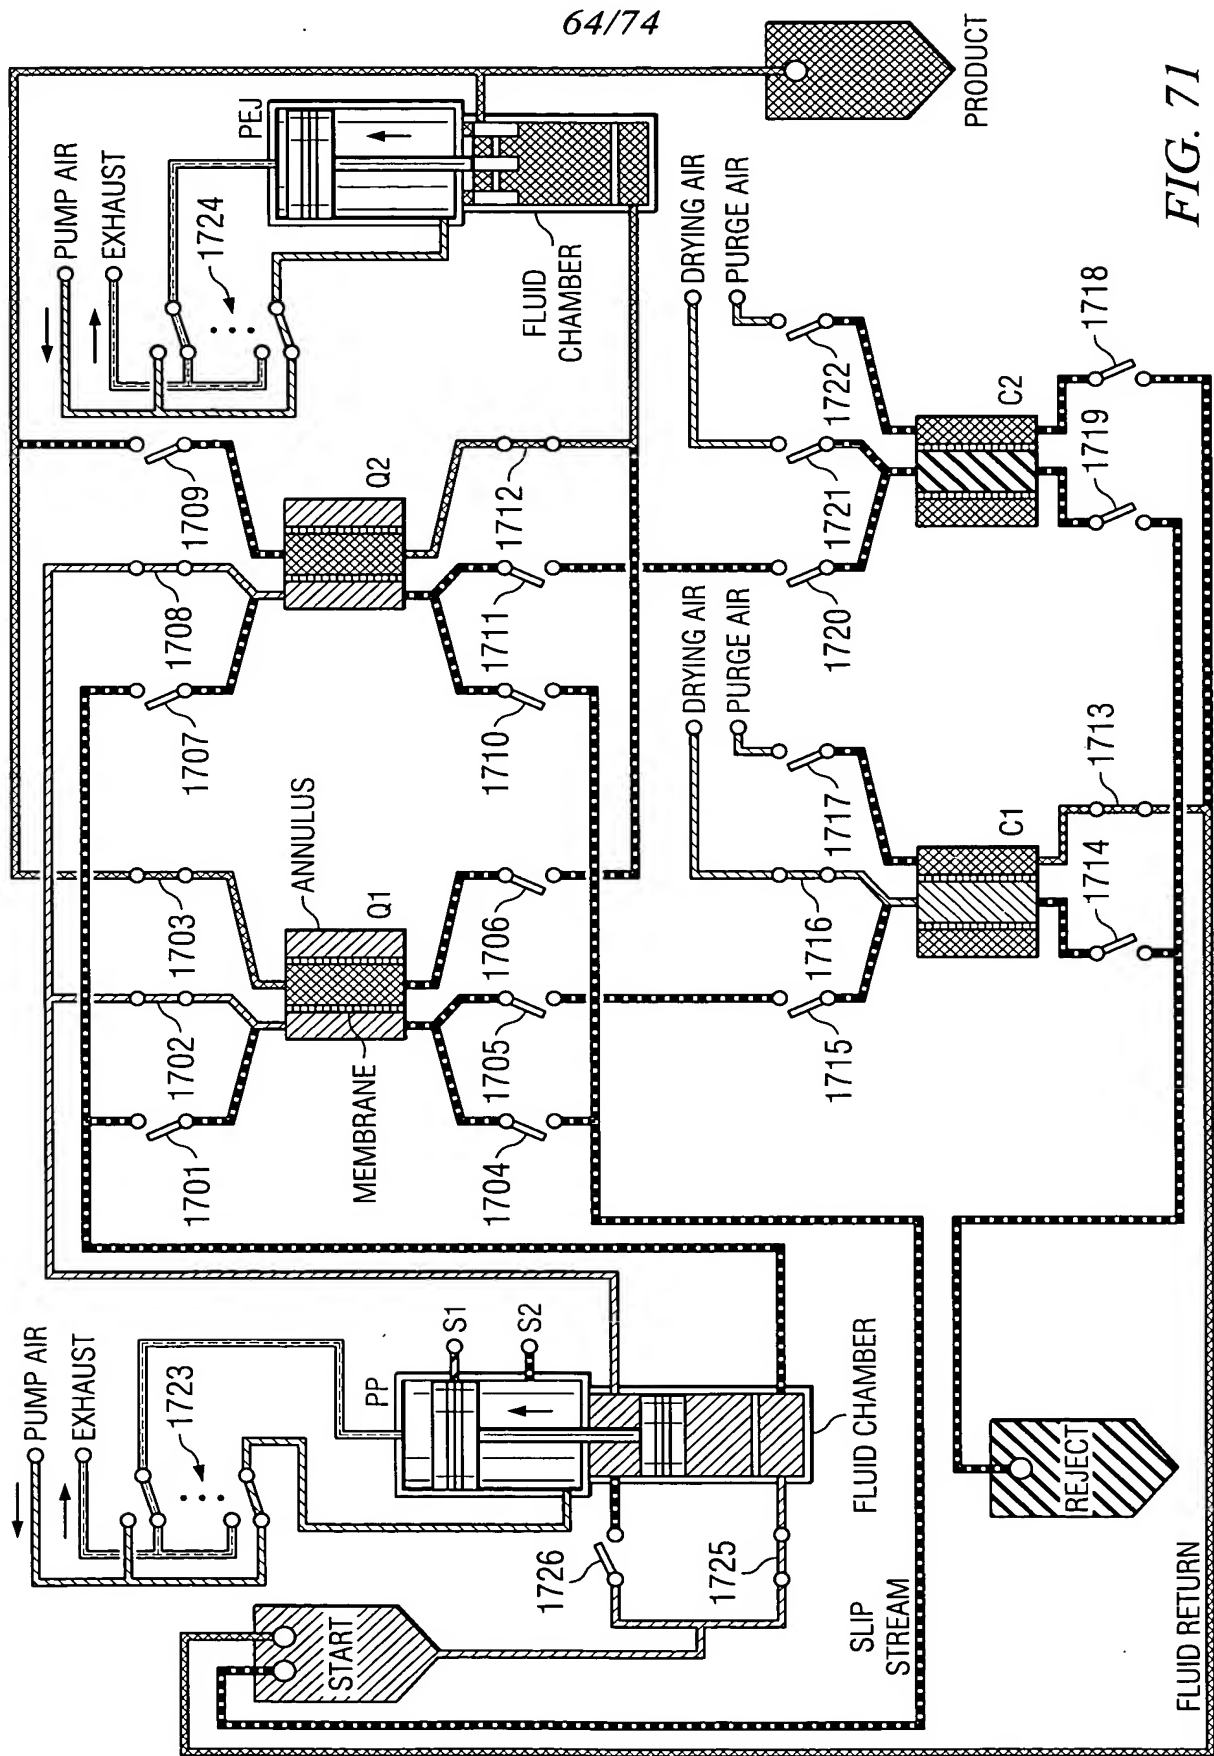 64/74
PUMP AIR
EXHAUST
1723
PP
S1
S2
START
1726
1725
FLUID CHAMBER
SLIP
STREAM
REJECT
FLUID RETURN
1701
1702
1703
MEMBRANE
ANNULUS
Q1
1704
1705
1706
1707
1708
1709
Q2
1710
1711
1712
PUMP AIR
EXHAUST
1724
PEJ
FLUID
CHAMBER
PRODUCT
DRYING AIR
PURGE AIR
1715
1716
1717
C1
1714
1713
DRYING AIR
PURGE AIR
1720
1721
1722
C2
1719
1718
FIG. 71